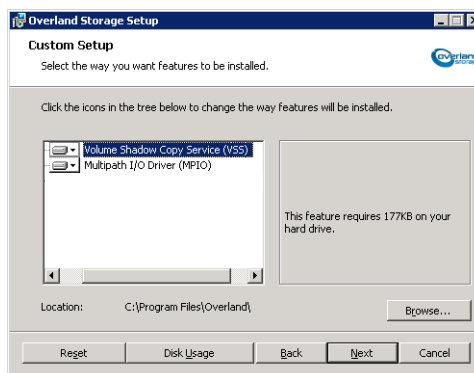 Overland Storage Setup
Custom Setup
Select the way you want features to be installed.
Click the icons in the tree below to change the way features will be installed.
Volume Shadow Copy Service (VSS)
Multipath I/O Driver (MPIO)
This feature requires 177KB on your
hard drive.
Location: C:\Program Files\Overland\
Browse...
Reset Disk Usage Back Next Cancel